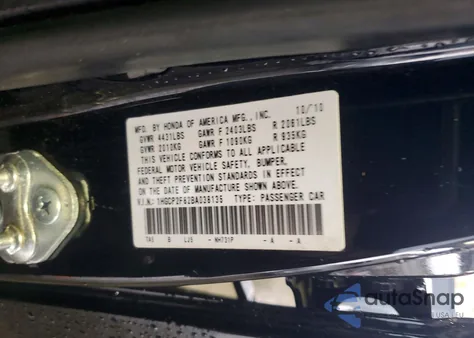 MFD. BY HONDA OF AMERICA MFG., INC. 10/10
GVWR 4431LBS GAWR F 2403LBS R 2061LBS
GVWR 2010KG GAWR F 1090KG R 935KG
THIS VEHICLE CONFORMS TO ALL APPLICABLE
FEDERAL MOTOR VEHICLE SAFETY, BUMPER,
AND THEFT PREVENTION STANDARDS IN EFFECT
ON THE DATE OF MANUFACTURE SHOWN ABOVE.
V.I.N.: 1HGCP2F82BA038135 TYPE: PASSENGER CAR
B - NH731P - A - A
autoSnap